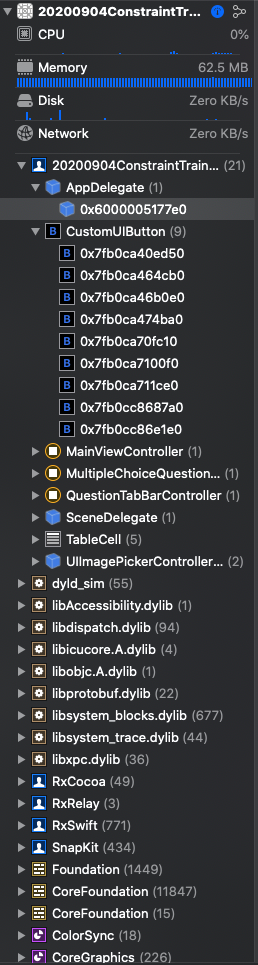 20200904ConstraintTr...
CPU 0%
Memory 62.5 MB
Disk Zero KB/s
Network Zero KB/s
20200904ConstraintTrain... (21)
AppDelegate (1)
0x6000005177e0
B CustomUIButton (9)
B 0x7fb0ca40ed50
B 0x7fb0ca464cb0
B 0x7fb0ca46b0e0
B 0x7fb0ca474ba0
B 0x7fb0ca70fc10
B 0x7fb0ca7100f0
B 0x7fb0ca711ce0
B 0x7fb0cc8687a0
B 0x7fb0cc86e1e0
MainViewController (1)
MultipleChoiceQuestion... (1)
QuestionTabBarController (1)
SceneDelegate (1)
TableCell (5)
UIImagePickerController... (2)
dyld_sim (55)
libAccessibility.dylib (1)
libdispatch.dylib (94)
libicucore.A.dylib (4)
libobjc.A.dylib (1)
libprotobuf.dylib (22)
libsystem_blocks.dylib (677)
libsystem_trace.dylib (44)
libxpc.dylib (36)
RxCocoa (49)
RxRelay (3)
RxSwift (771)
SnapKit (434)
Foundation (1449)
CoreFoundation (11847)
CoreFoundation (15)
ColorSync (18)
CoreGraphics (226)